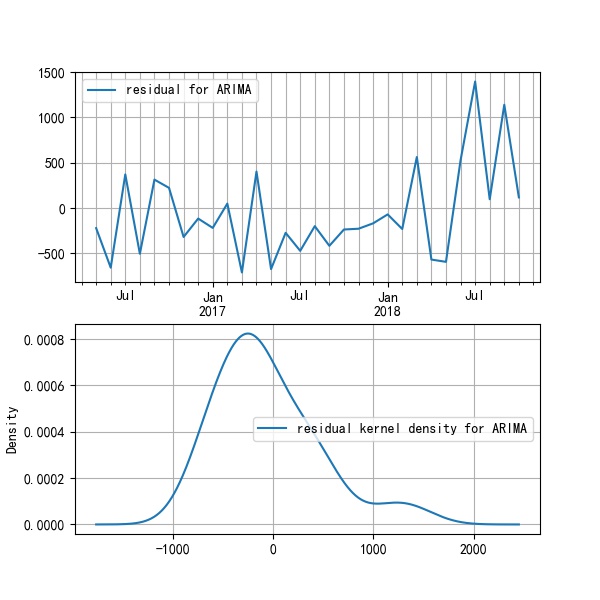 1500
residual for ARIMA
1000
500
0
−500
Jul Jan Jul Jan Jul
2017 2018
0.0008
0.0006
residual kernel density for ARIMA
0.0004
Density
0.0002
0.0000
−1000 0 1000 2000